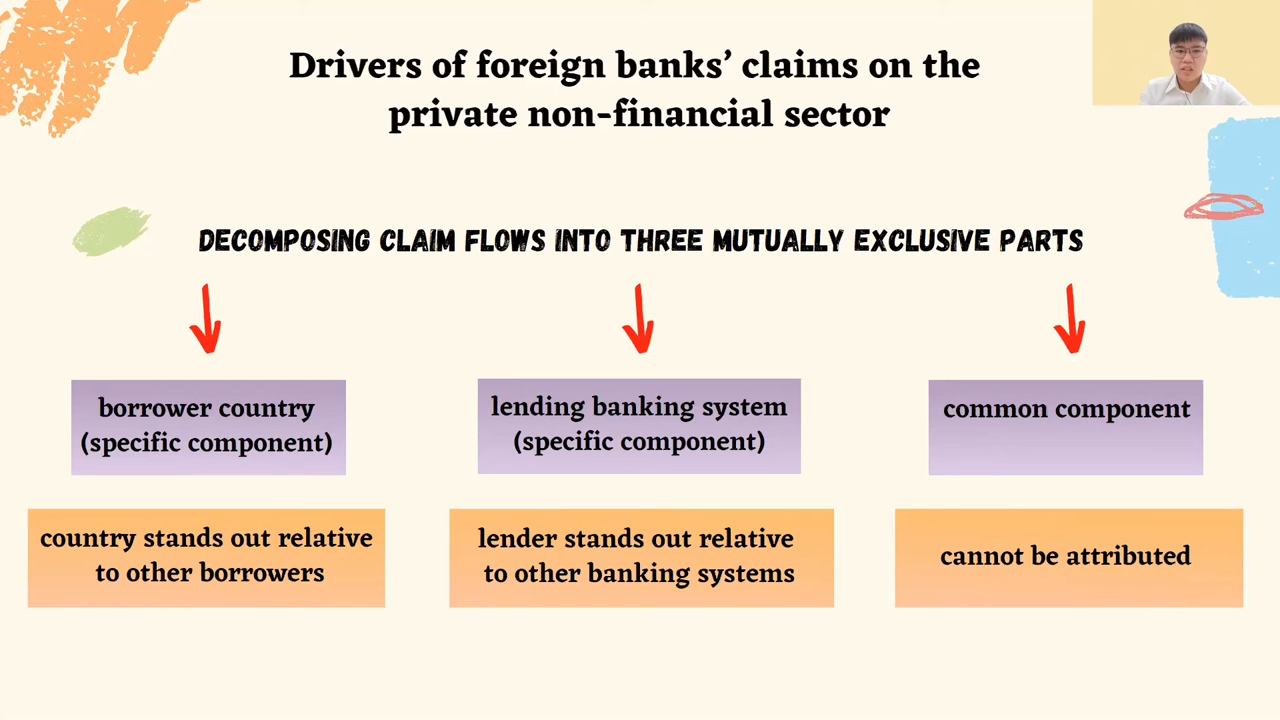 Drivers of foreign banks’ claims on the
private non-financial sector
DECOMPOSING CLAIM FLOWS INTO THREE MUTUALLY EXCLUSIVE PARTS
borrower country
(specific component)
lending banking system
(specific component)
common component
country stands out relative
to other borrowers
lender stands out relative
to other banking systems
cannot be attributed